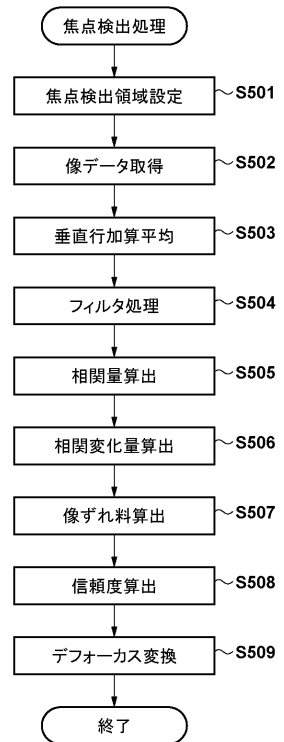 焦点検出処理
焦点検出領域設定 S501
像データ取得 S502
垂直行加算平均 S503
フィルタ処理 S504
相関量算出 S505
相関変化量算出 S506
像ずれ料算出 S507
信頼度算出 S508
デフォーカス変換 S509
終了